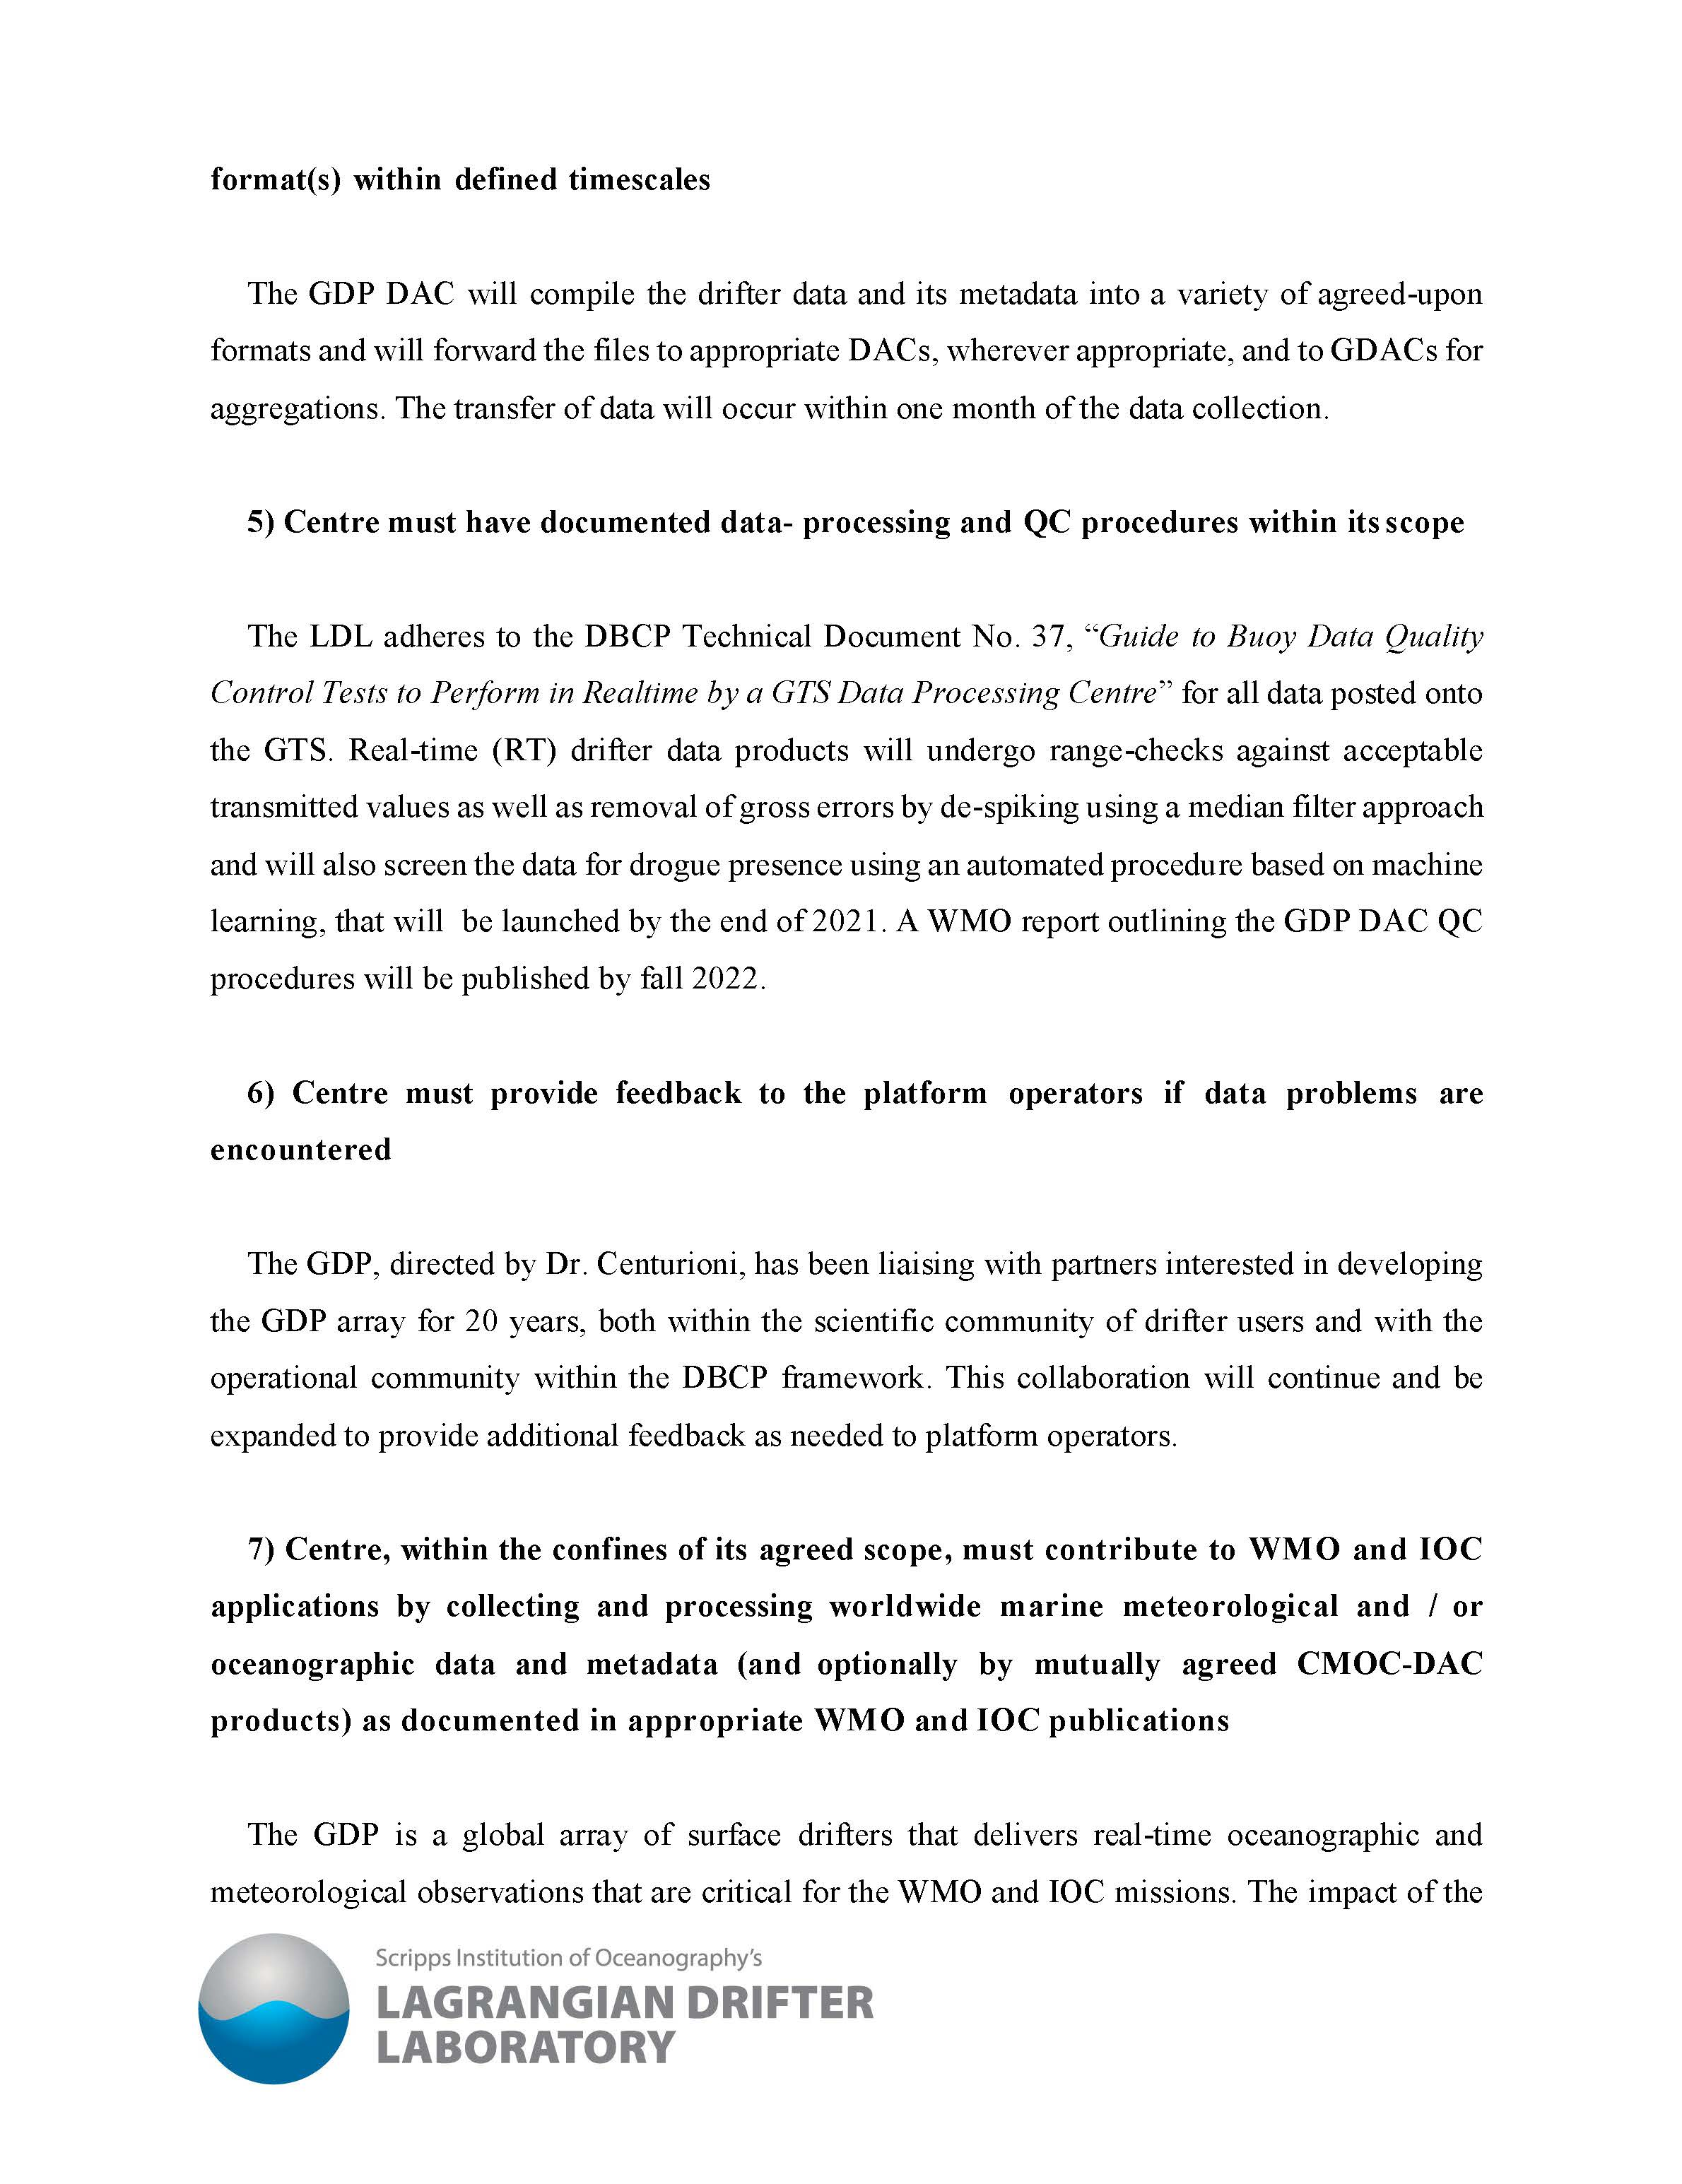 format(s) within defined timescales
The GDP DAC will compile the drifter data and its metadata into a variety of agreed-upon
formats and will forward the files to appropriate DACs, wherever appropriate, and to GDACs for
aggregations. The transfer of data will occur within one month of the data collection.
5) Centre must have documented data- processing and QC procedures within its scope
The LDL adheres to the DBCP Technical Document No. 37, “Guide to Buoy Data Quality
Control Tests to Perform in Realtime by a GTS Data Processing Centre” for all data posted onto
the GTS. Real-time (RT) drifter data products will undergo range-checks against acceptable
transmitted values as well as removal of gross errors by de-spiking using a median filter approach
and will also screen the data for drogue presence using an automated procedure based on machine
learning, that will be launched by the end of 2021. A WMO report outlining the GDP DAC QC
procedures will be published by fall 2022.
6) Centre must provide feedback to the platform operators if data problems are
encountered
The GDP, directed by Dr. Centurioni, has been liaising with partners interested in developing
the GDP array for 20 years, both within the scientific community of drifter users and with the
operational community within the DBCP framework. This collaboration will continue and be
expanded to provide additional feedback as needed to platform operators.
7) Centre, within the confines of its agreed scope, must contribute to WMO and IOC
applications by collecting and processing worldwide marine meteorological and / or
oceanographic data and metadata (and optionally by mutually agreed CMOC-DAC
products) as documented in appropriate WMO and IOC publications
The GDP is a global array of surface drifters that delivers real-time oceanographic and
meteorological observations that are critical for the WMO and IOC missions. The impact of the
Scripps Institution of Oceanography’s
LAGRANGIAN DRIFTER
LABORATORY